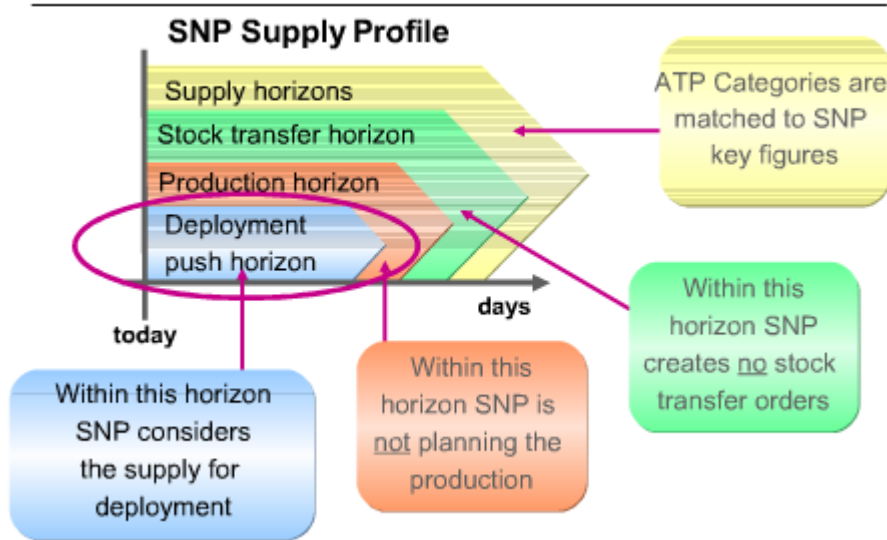 SNP Supply Profile
Supply horizons
Stock transfer horizon
Production horizon
Deployment
push horizon
today
days
ATP Categories are
matched to SNP
key figures
Within this
horizon SNP
creates no stock
transfer orders
Within this
horizon SNP is
not planning the
production
Within this horizon
SNP considers
the supply for
deployment